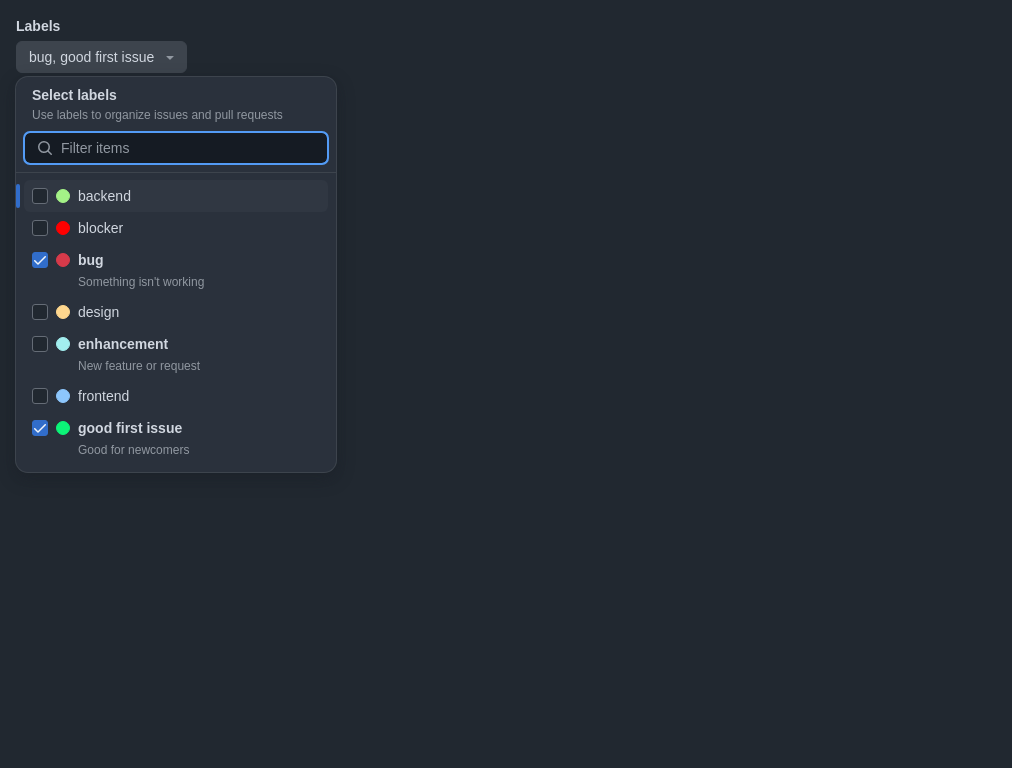 Labels
bug, good first issue
Select labels
Use labels to organize issues and pull requests
Filter items
backend
blocker
bug
Something isn't working
design
enhancement
New feature or request
frontend
good first issue
Good for newcomers